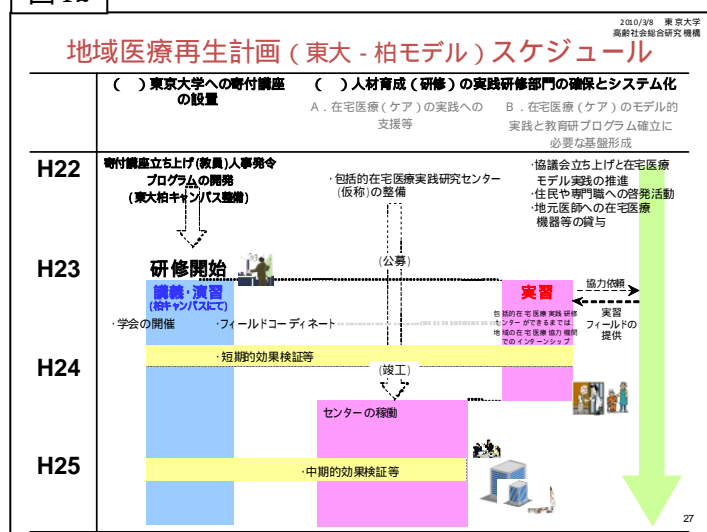 2010/3/8 東京大学
高齢社会総合研究機構
地域医療再生計画(東大-柏モデル)スケジュール
( )東京大学への寄付講座
の設置
( )人材育成(研修)の実践研修部門の確保とシステム化
A.在宅医療(ケア)の実践への
支援等
B.在宅医療(ケア)のモデル的
実践と教育研プログラム確立に
必要な基盤形成
H22
寄付講座立ち上げ(教員)人事発令
プログラムの開発
(東大柏キャンパス整備)
・包括的在宅医療実践研究センター
(仮称)の整備
・協議会立ち上げと在宅医療
モデル実践の推進
・住民や専門職への啓発活動
・地元医師への在宅医療
機器等の貸与
H23
研修開始
(公募)
講義・演習
(柏キャンパスにて)
実習
協力依頼
・学会の開催
・フィールドコーディネート
包括的在宅医療実践研修
センターができるまでは、
地域の在宅医療協力機関
でのインターンシップ
実習
フィールドの
提供
H24
・短期的効果検証等
(竣工)
センターの稼働
H25
・中期的効果検証等
27